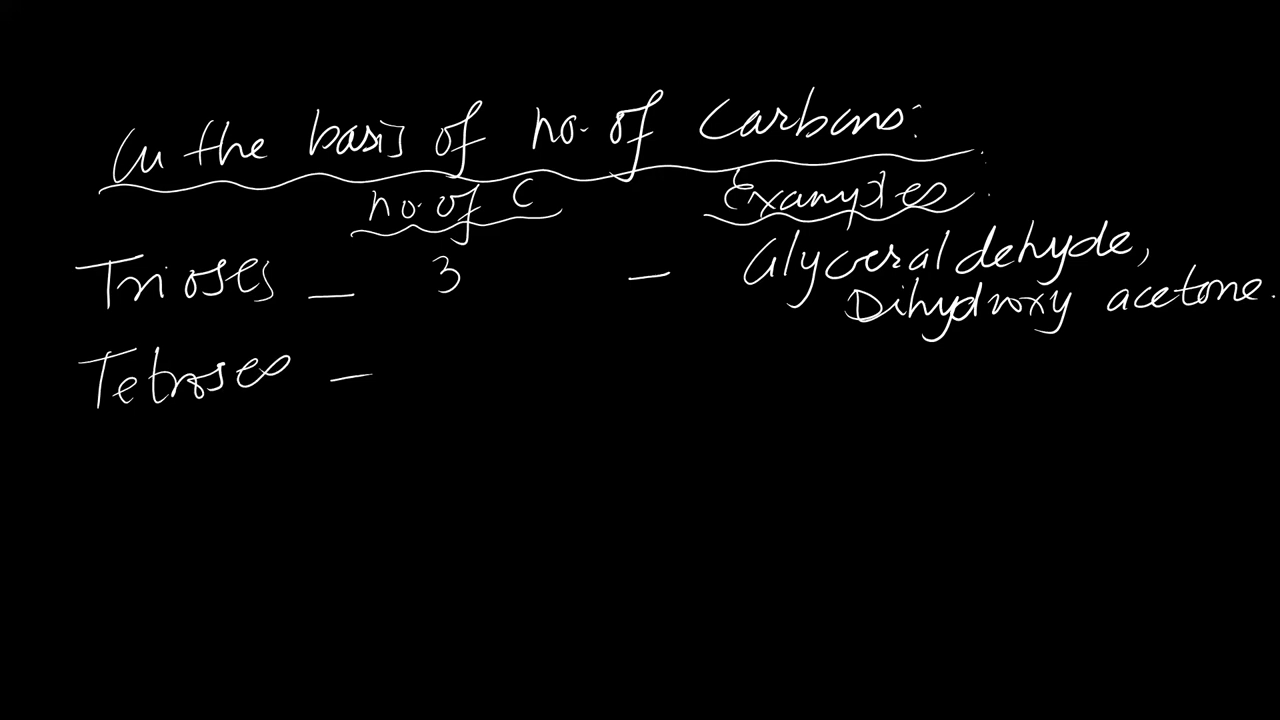 On the basis of no. of Carbons:
no. of C Examples
Trioses – 3 – Glyceraldehyde,
Dihydroxy acetone.
Tetroses –